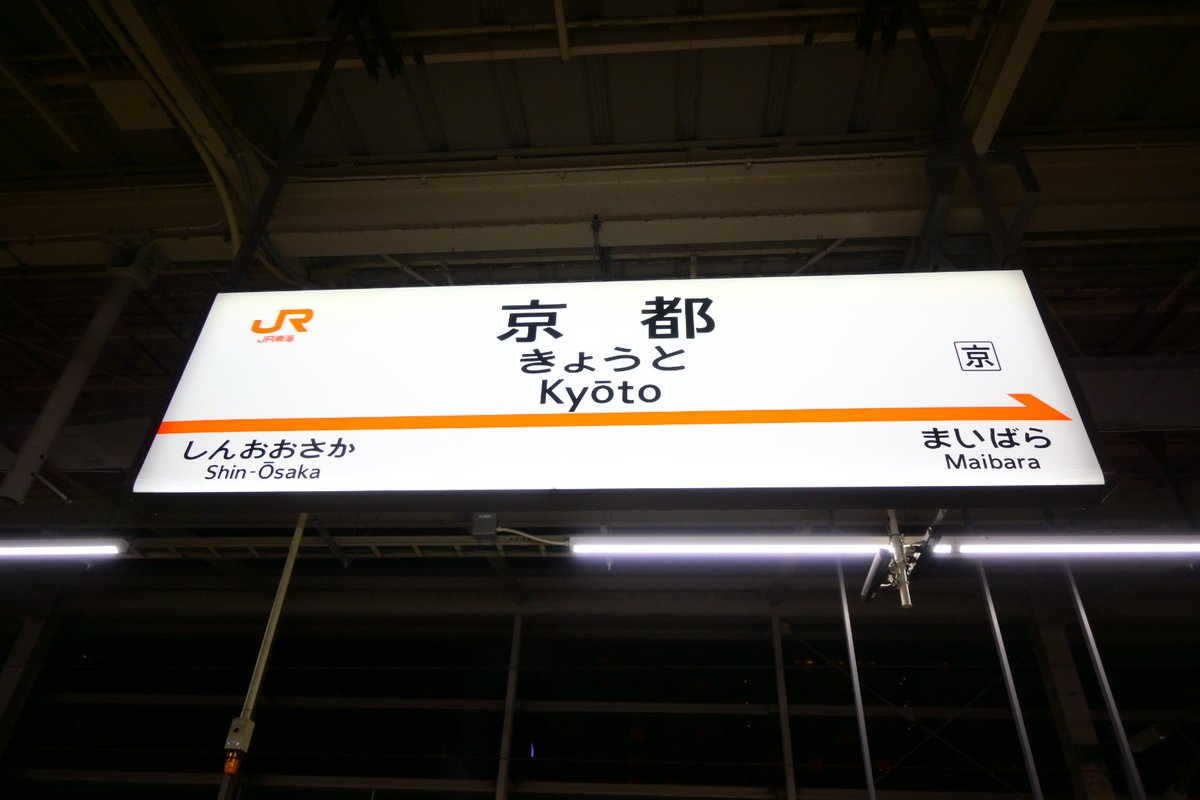 JR
JR東海
京都
きょうと
Kyōto
京
しんおおさか
Shin-Ōsaka
まいばら
Maibara